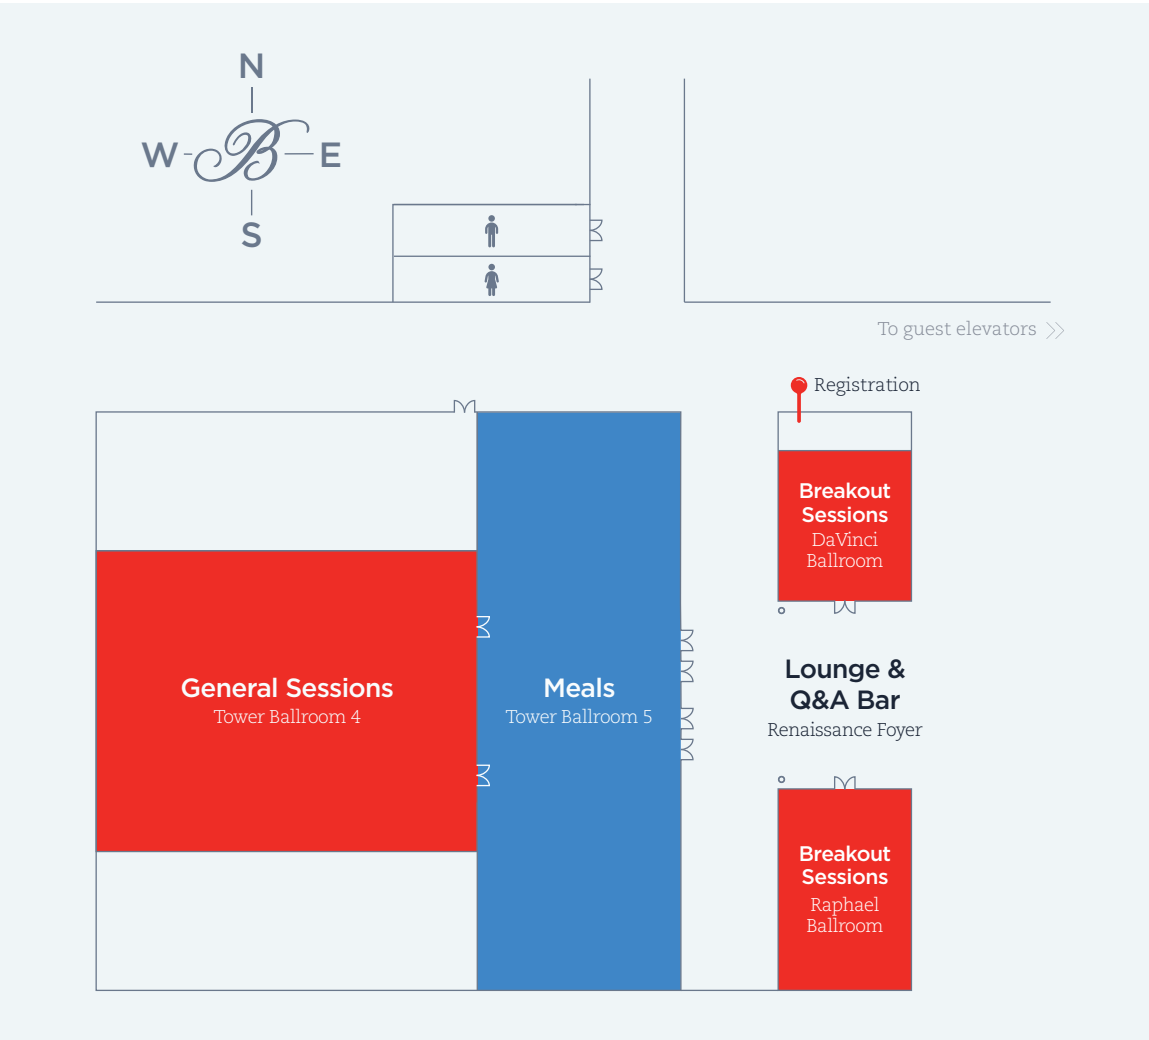 N
W B E
S
To guest elevators
Registration
Breakout
Sessions
DaVinci
Ballroom
General Sessions
Tower Ballroom 4
Meals
Tower Ballroom 5
Lounge &
Q&A Bar
Renaissance Foyer
Breakout
Sessions
Raphael
Ballroom